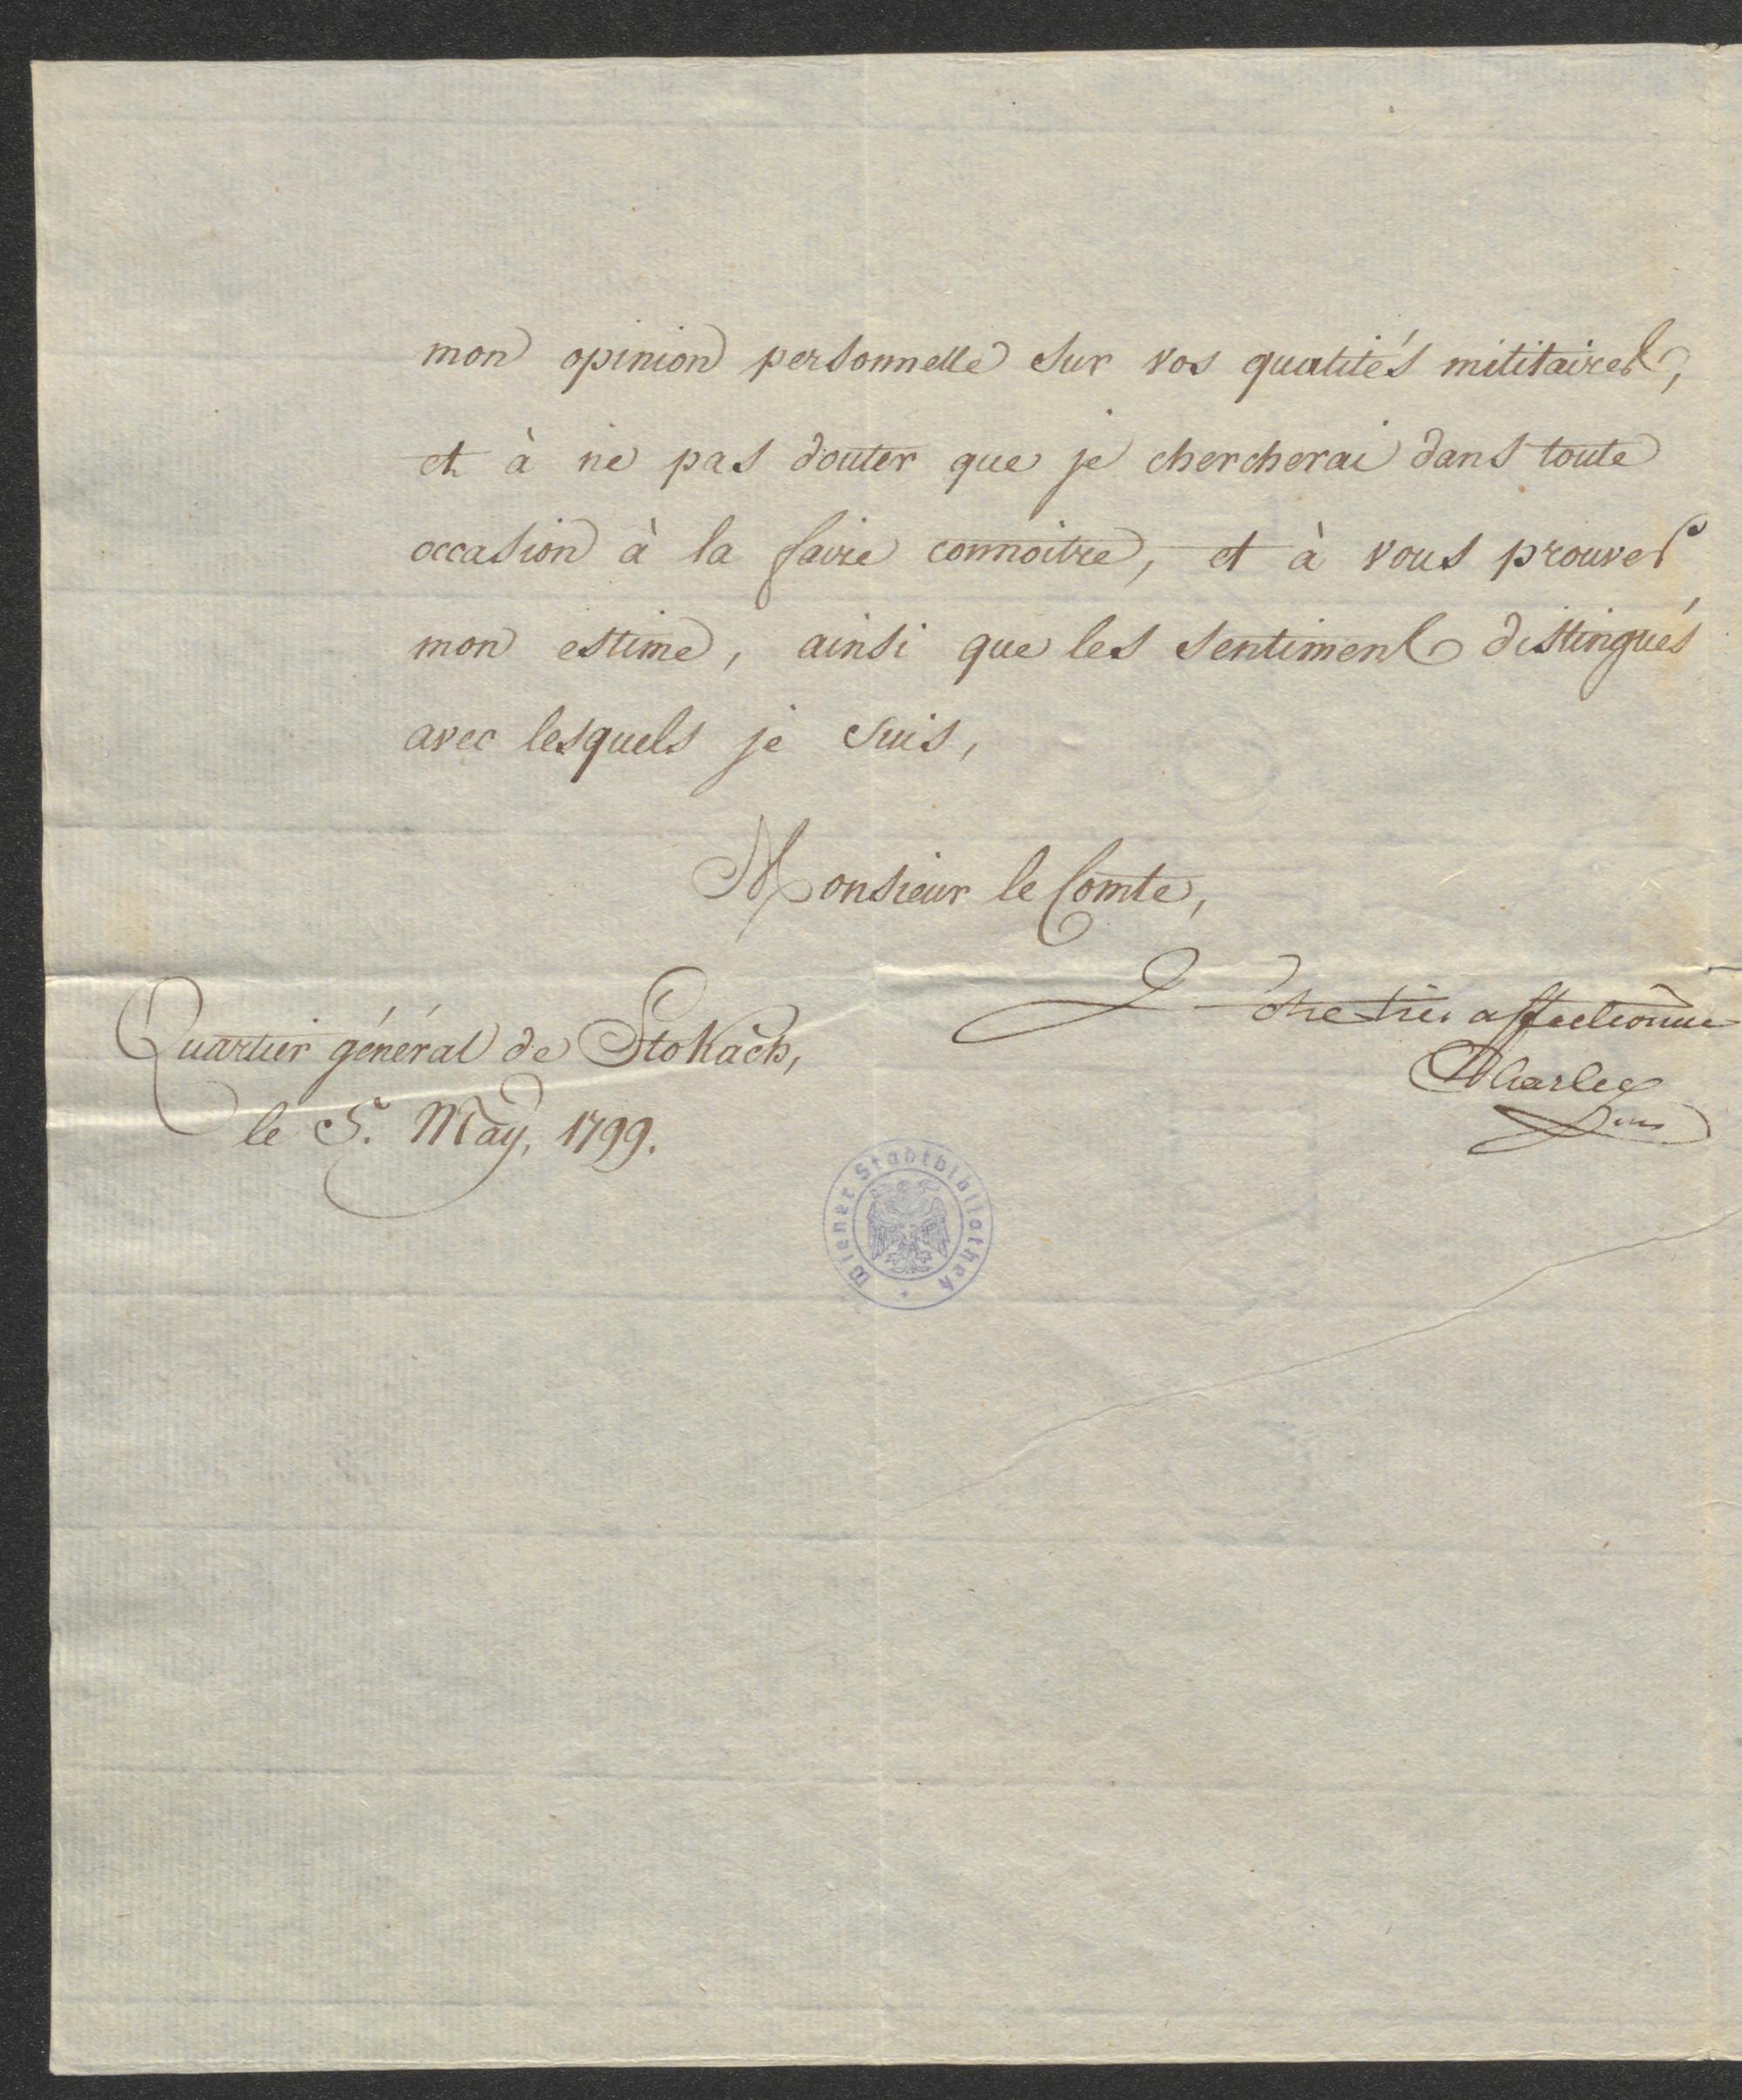 mon opinion personnelle sur vos qualités militaires,
et à ne pas douter que je chercherai dans toute
occasion à la faire connoitre, et à vous prouver
mon estime, ainsi que les sentimens distingués
avec lesquels je suis,
Monsieur le Comte,
Votre très affectionné
Charles
Quartier général de Stokach,
le 5. May, 1799.
Wiener Stadtbibliothek